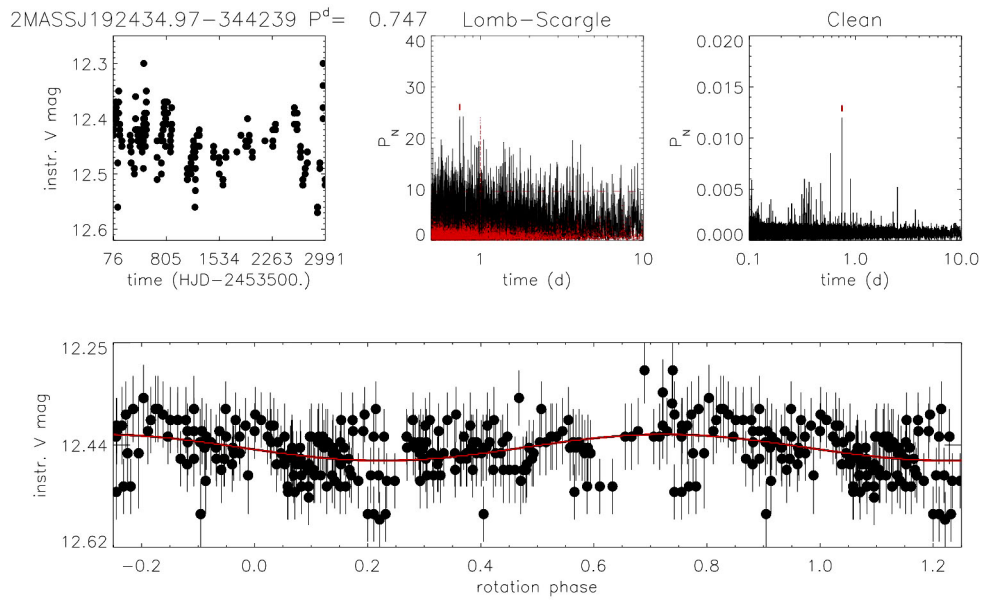 2MASSJ192434.97−344239 Pᵈ= 0.747 Lomb−Scargle Clean
instr. V mag
12.3
12.4
12.5
12.6
76 805 1534 2263 2991
time (HJD−2453500.)
P_N
40
30
20
10
0
1 10
time (d)
P_N
0.020
0.015
0.010
0.005
0.000
0.1 1.0 10.0
time (d)
instr. V mag
12.25
12.44
12.62
−0.2 0.0 0.2 0.4 0.6 0.8 1.0 1.2
rotation phase